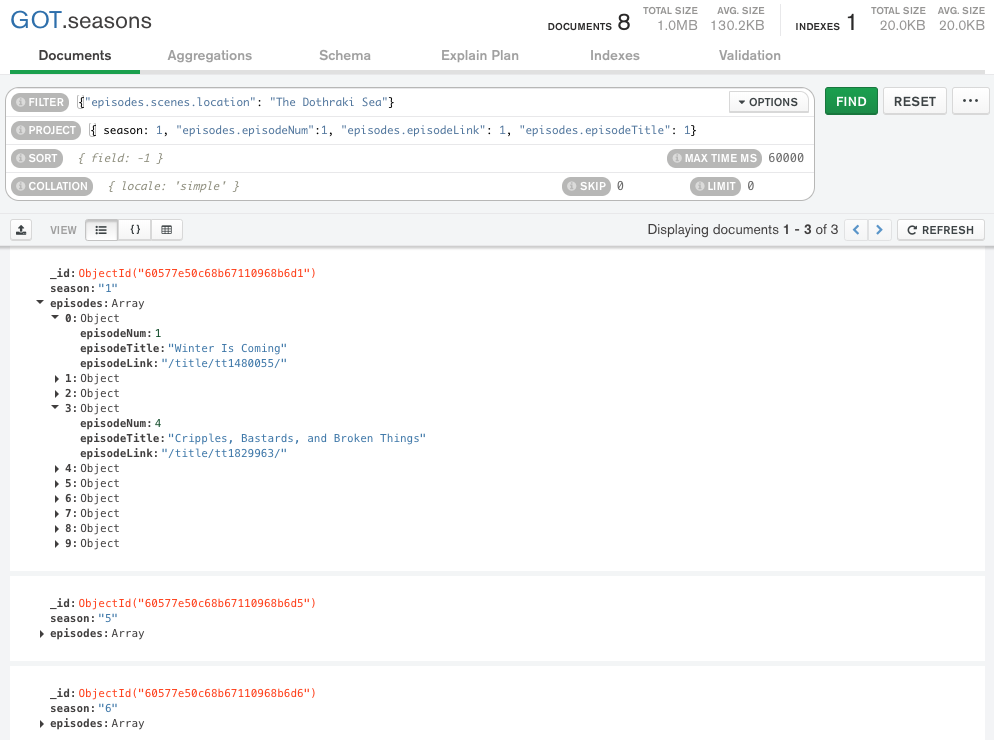 GOT.seasons
DOCUMENTS 8 TOTAL SIZE 1.0MB AVG. SIZE 130.2KB INDEXES 1 TOTAL SIZE 20.0KB AVG. SIZE 20.0KB
Documents Aggregations Schema Explain Plan Indexes Validation
FILTER {"episodes.scenes.location": "The Dothraki Sea"} OPTIONS FIND RESET ...
PROJECT { season: 1, "episodes.episodeNum":1, "episodes.episodeLink": 1, "episodes.episodeTitle": 1}
SORT { field: -1 } MAX TIME MS 60000
COLLATION { locale: 'simple' } SKIP 0 LIMIT 0
VIEW {} Displaying documents 1 - 3 of 3 < > REFRESH
_id: ObjectId("60577e50c68b67110968b6d1")
season: "1"
episodes: Array
0: Object
episodeNum: 1
episodeTitle: "Winter Is Coming"
episodeLink: "/title/tt1480055/"
1: Object
2: Object
3: Object
episodeNum: 4
episodeTitle: "Cripples, Bastards, and Broken Things"
episodeLink: "/title/tt1829963/"
4: Object
5: Object
6: Object
7: Object
8: Object
9: Object
_id: ObjectId("60577e50c68b67110968b6d5")
season: "5"
episodes: Array
_id: ObjectId("60577e50c68b67110968b6d6")
season: "6"
episodes: Array